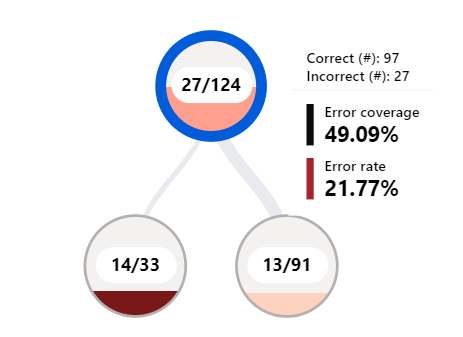 27/124
Correct (#): 97
Incorrect (#): 27
Error coverage
49.09%
Error rate
21.77%
14/33
13/91